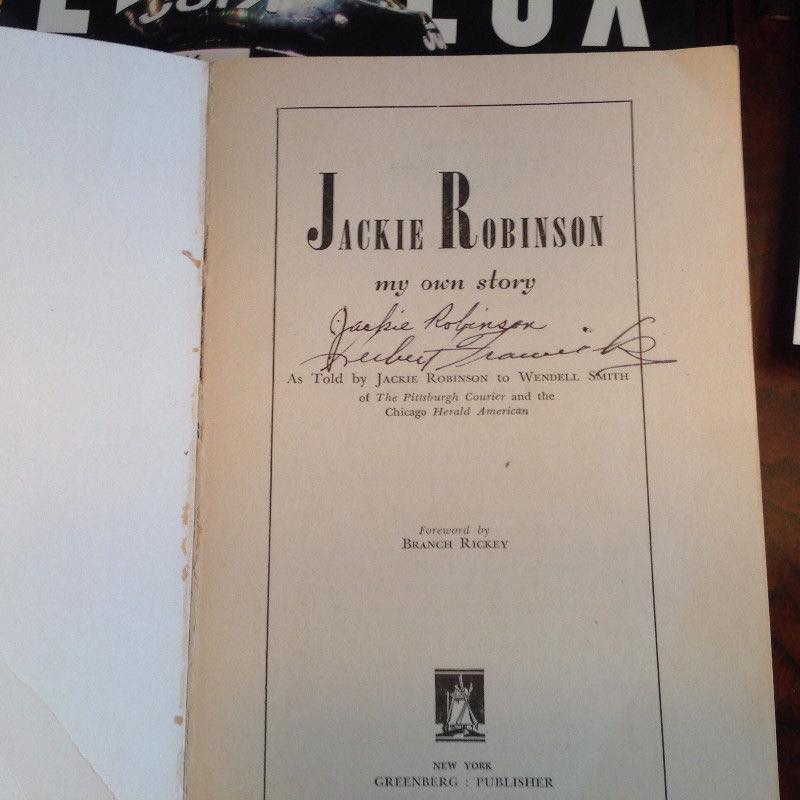 JACKIE ROBINSON
my own story
Jackie Robinson
Herbert
As Told by JACKIE ROBINSON to WENDELL SMITH
of The Pittsburgh Courier and the
Chicago Herald American
Foreword by
BRANCH RICKEY
NEW YORK
GREENBERG : PUBLISHER